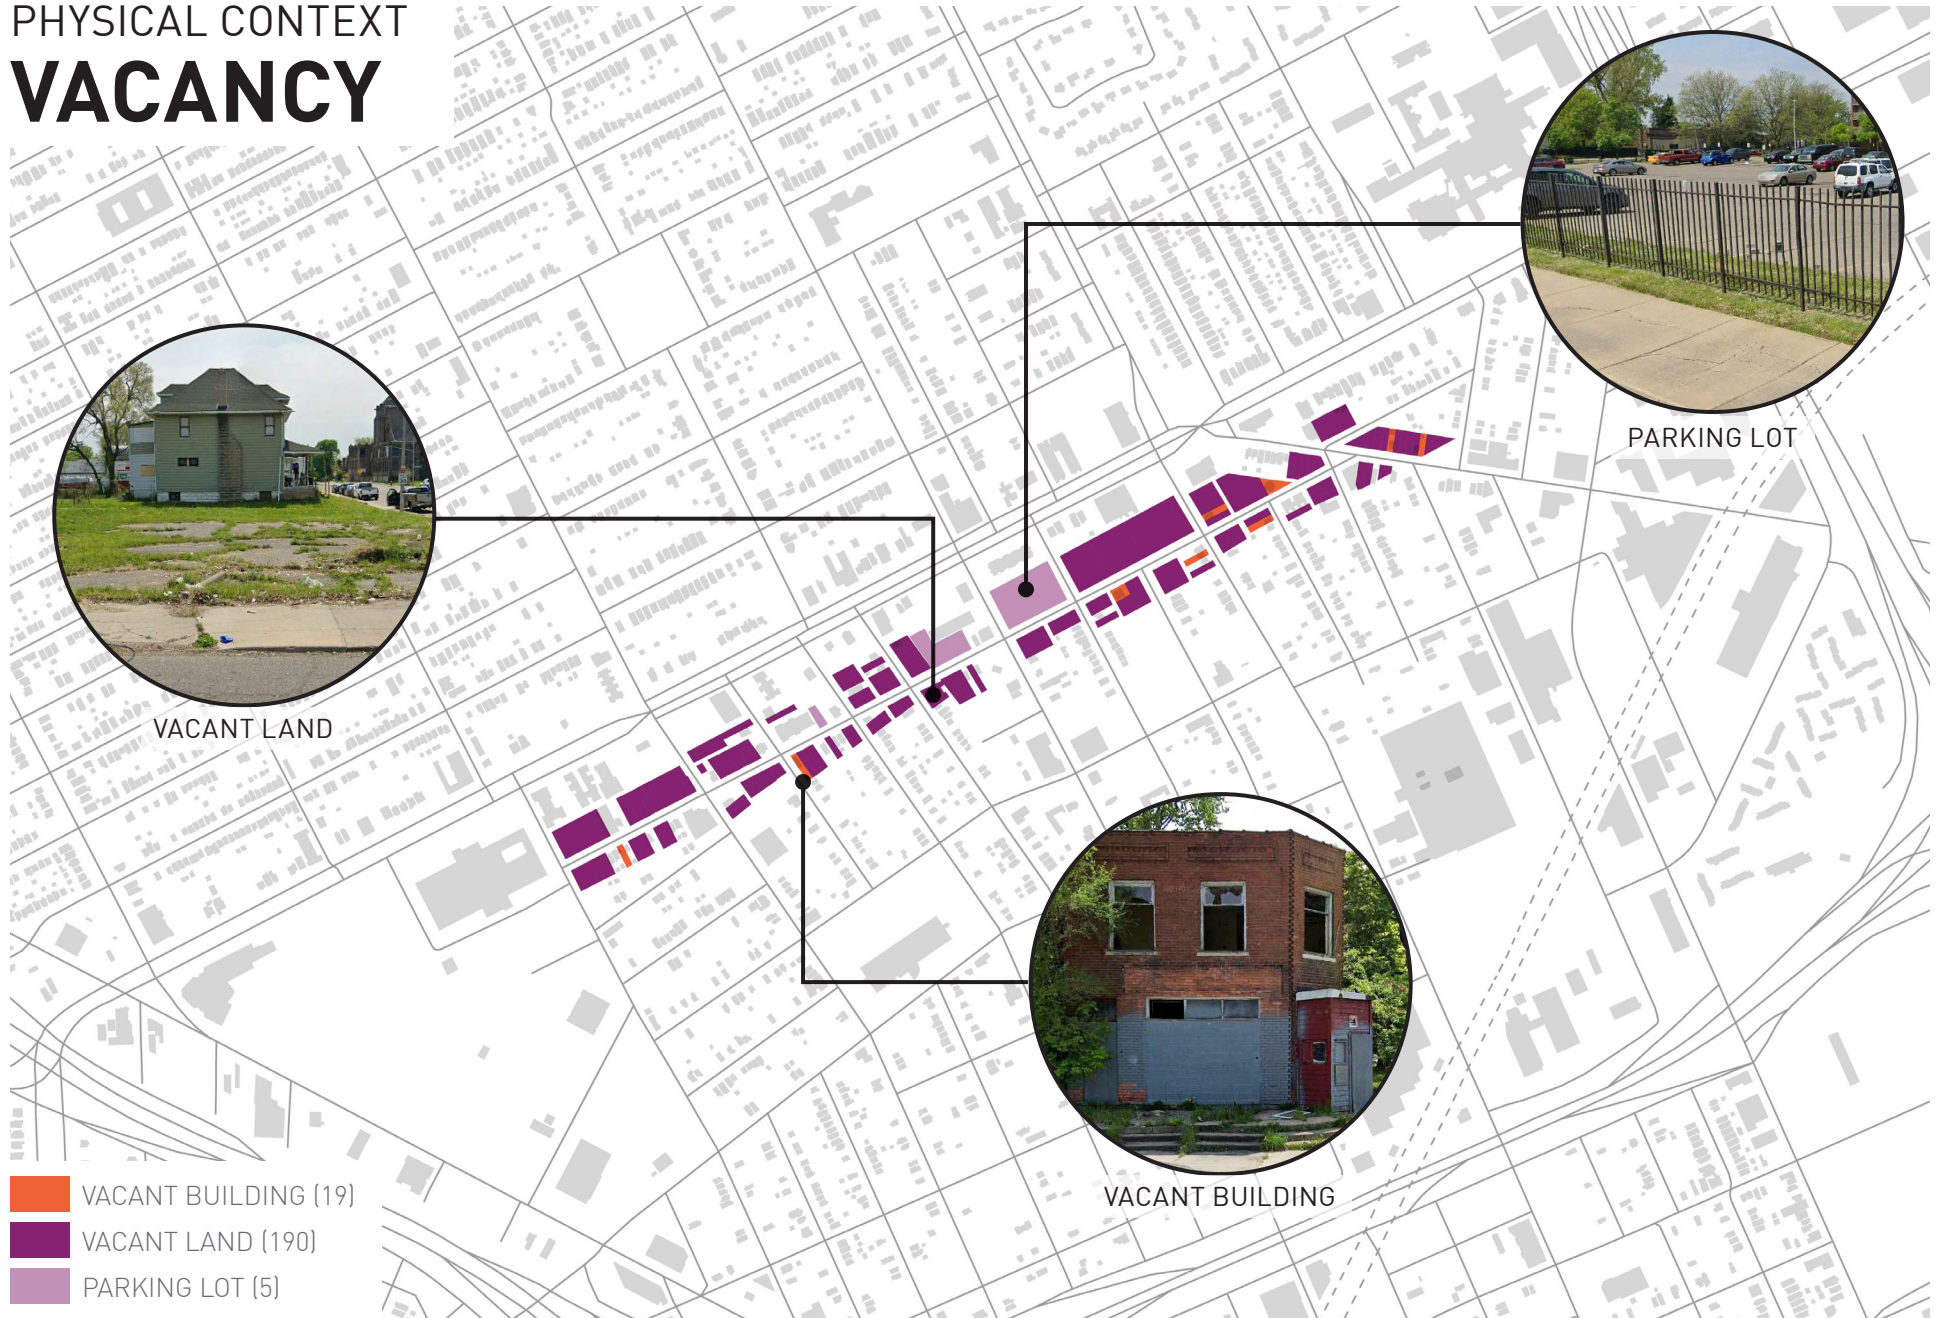 PHYSICAL CONTEXT
VACANCY
PARKING LOT
VACANT LAND
VACANT BUILDING
VACANT BUILDING (19)
VACANT LAND (190)
PARKING LOT (5)